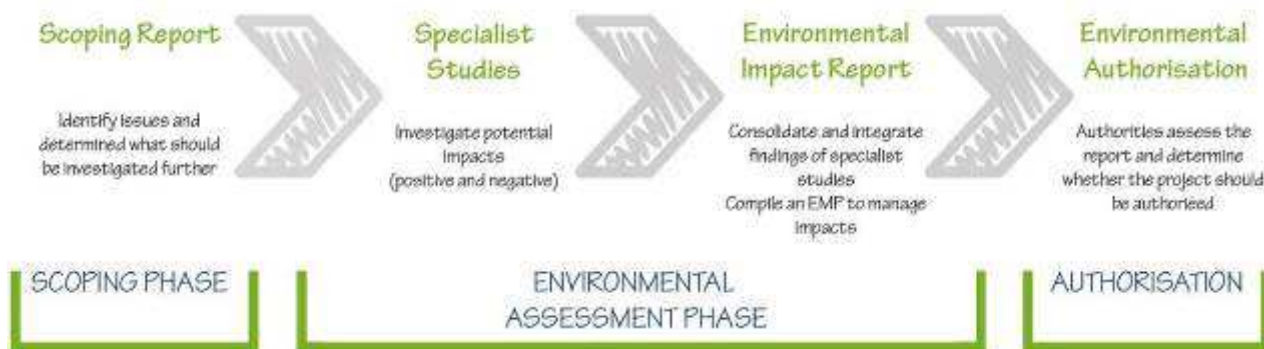 Scoping Report
Identify issues and
determined what should
be investigated further
Specialist
Studies
Investigate potential
impacts
(positive and negative)
Environmental
Impact Report
Consolidate and integrate
findings of specialist
studies
Compile an EMP to manage
impacts
Environmental
Authorisation
Authorities assess the
report and determine
whether the project should
be authorised
SCOPING PHASE
ENVIRONMENTAL
ASSESSMENT PHASE
AUTHORISATION